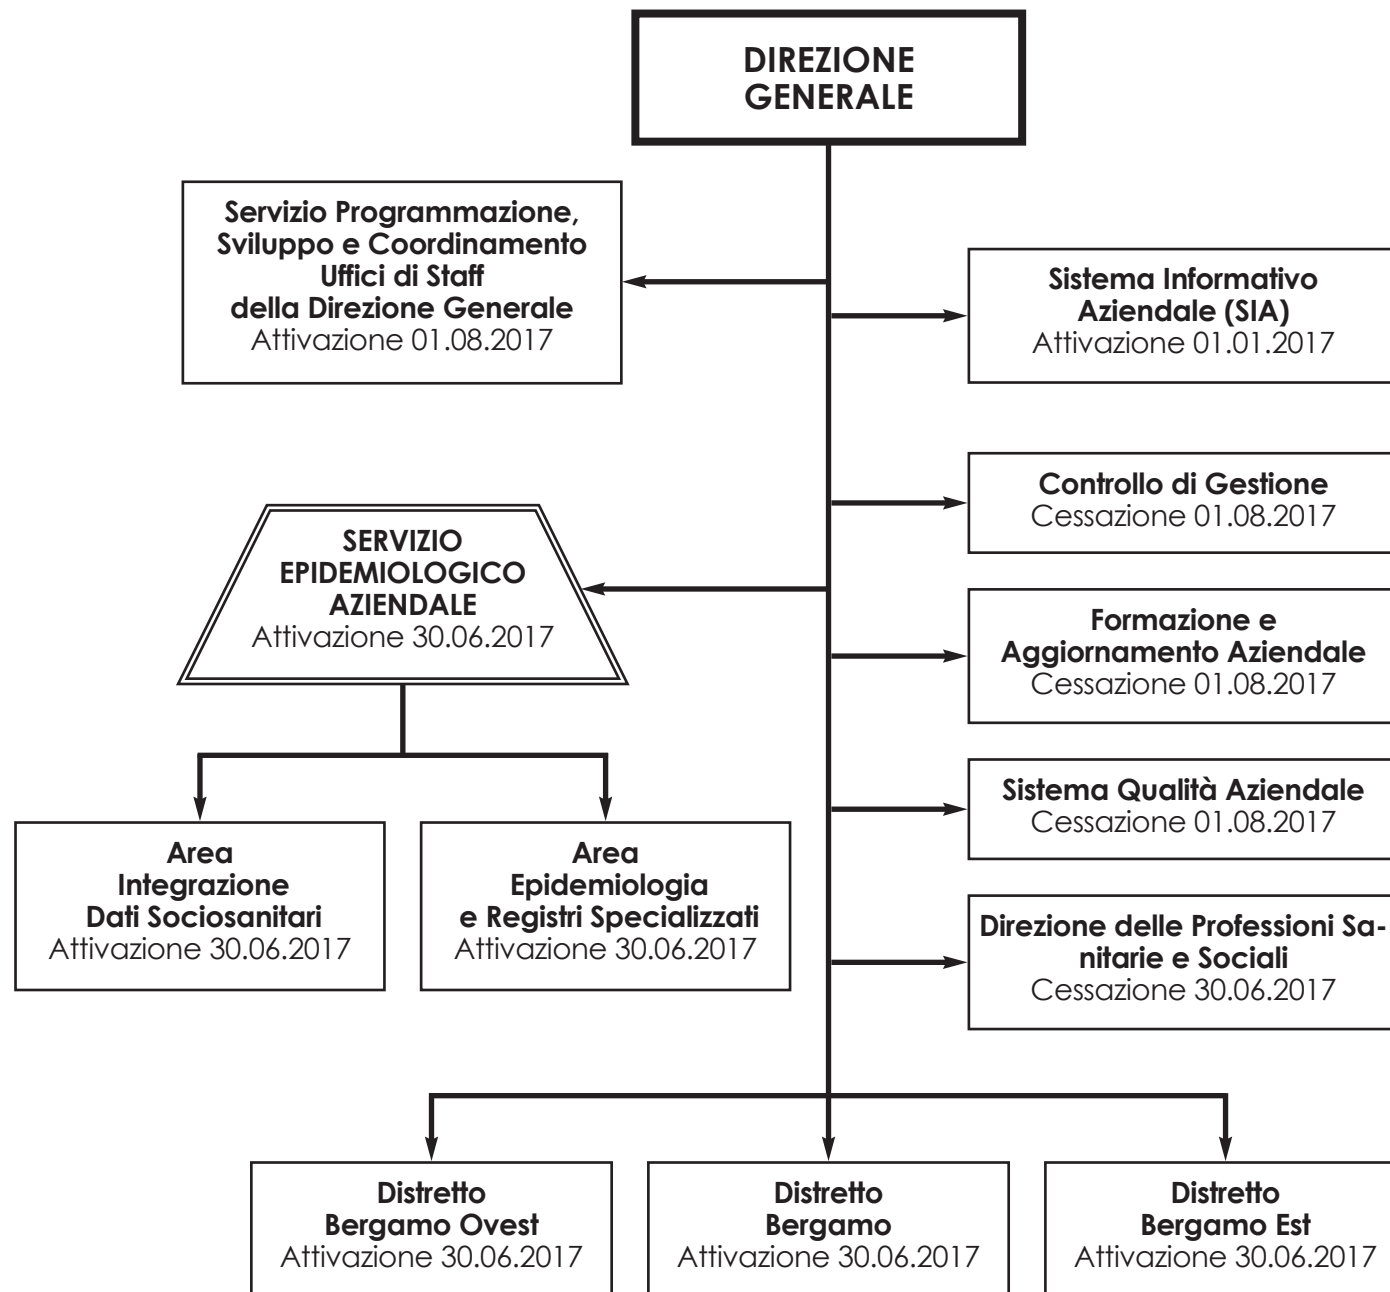 DIREZIONE
GENERALE
Servizio Programmazione,
Sviluppo e Coordinamento
Uffici di Staff
della Direzione Generale
Attivazione 01.08.2017
Sistema Informativo
Aziendale (SIA)
Attivazione 01.01.2017
Controllo di Gestione
Cessazione 01.08.2017
SERVIZIO
EPIDEMIOLOGICO
AZIENDALE
Attivazione 30.06.2017
Formazione e
Aggiornamento Aziendale
Cessazione 01.08.2017
Sistema Qualità Aziendale
Cessazione 01.08.2017
Area
Integrazione
Dati Sociosanitari
Attivazione 30.06.2017
Area
Epidemiologia
e Registri Specializzati
Attivazione 30.06.2017
Direzione delle Professioni Sa-
nitarie e Sociali
Cessazione 30.06.2017
Distretto
Bergamo Ovest
Attivazione 30.06.2017
Distretto
Bergamo
Attivazione 30.06.2017
Distretto
Bergamo Est
Attivazione 30.06.2017